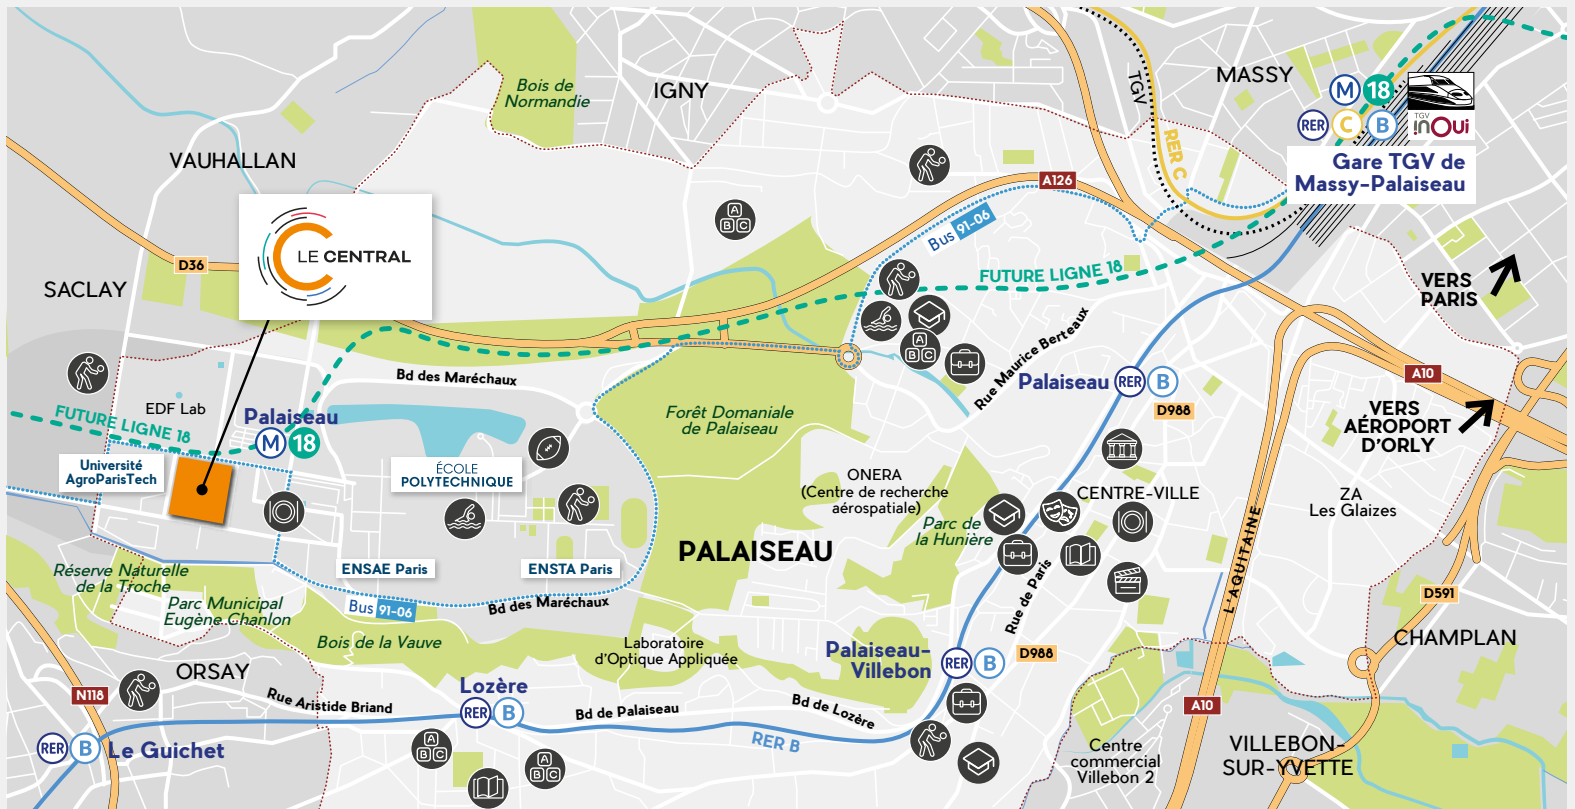 Bois de
Normandie
IGNY
TGV
MASSY
M 18
RER C B
TGV
inOui
Gare TGV de
Massy-Palaiseau
RER C
VAUHALLAN
A126
Bus 91-06
LE CENTRAL
D36
SACLAY
FUTURE LIGNE 18
VERS
PARIS
A
B C
A
B C
Rue Maurice Berteaux
Bd des Maréchaux
Palaiseau RER B
A10
D988
EDF Lab
Palaiseau
M 18
FUTURE LIGNE 18
Forêt Domaniale
de Palaiseau
VERS
AÉROPORT
D'ORLY
Université
AgroParisTech
ÉCOLE
POLYTECHNIQUE
ONERA
(Centre de recherche
aérospatiale)
CENTRE-VILLE
ZA
Les Glaizes
Parc de
la Hunière
PALAISEAU
L'AQUITAINE
ENSAE Paris
ENSTA Paris
Réserve Naturelle
de la Troche
Parc Municipal
Eugène Chanlon
Bus 91-06
Bd des Maréchaux
Rue de Paris
D591
Bois de la Vauve
Laboratoire
d'Optique Appliquée
Palaiseau-
Villebon
RER B
D988
CHAMPLAN
ORSAY
N118
Rue Aristide Briand
Lozère
RER B
Bd de Palaiseau
Bd de Lozère
A10
RER B
RER B Le Guichet
A
B C
A
B C
Centre
commercial
Villebon 2
VILLEBON-
SUR-YVETTE